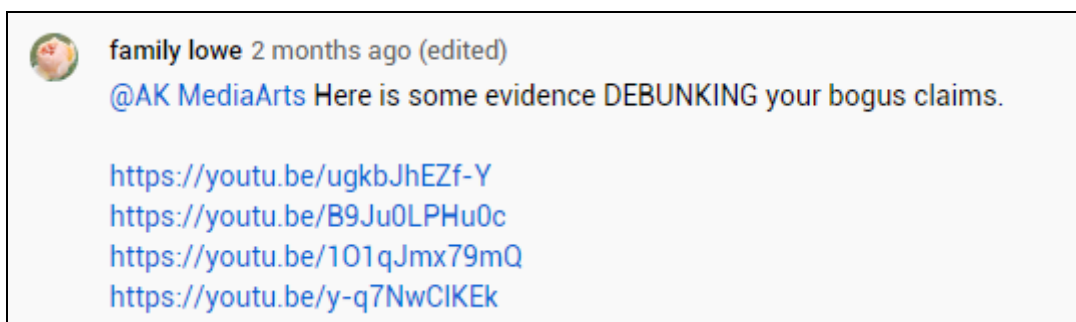 family lowe 2 months ago (edited)
@AK MediaArts Here is some evidence DEBUNKING your bogus claims.
https://youtu.be/ugkbJhEZf-Y
https://youtu.be/B9Ju0LPHu0c
https://youtu.be/1O1qJmx79mQ
https://youtu.be/y-q7NwClKEk